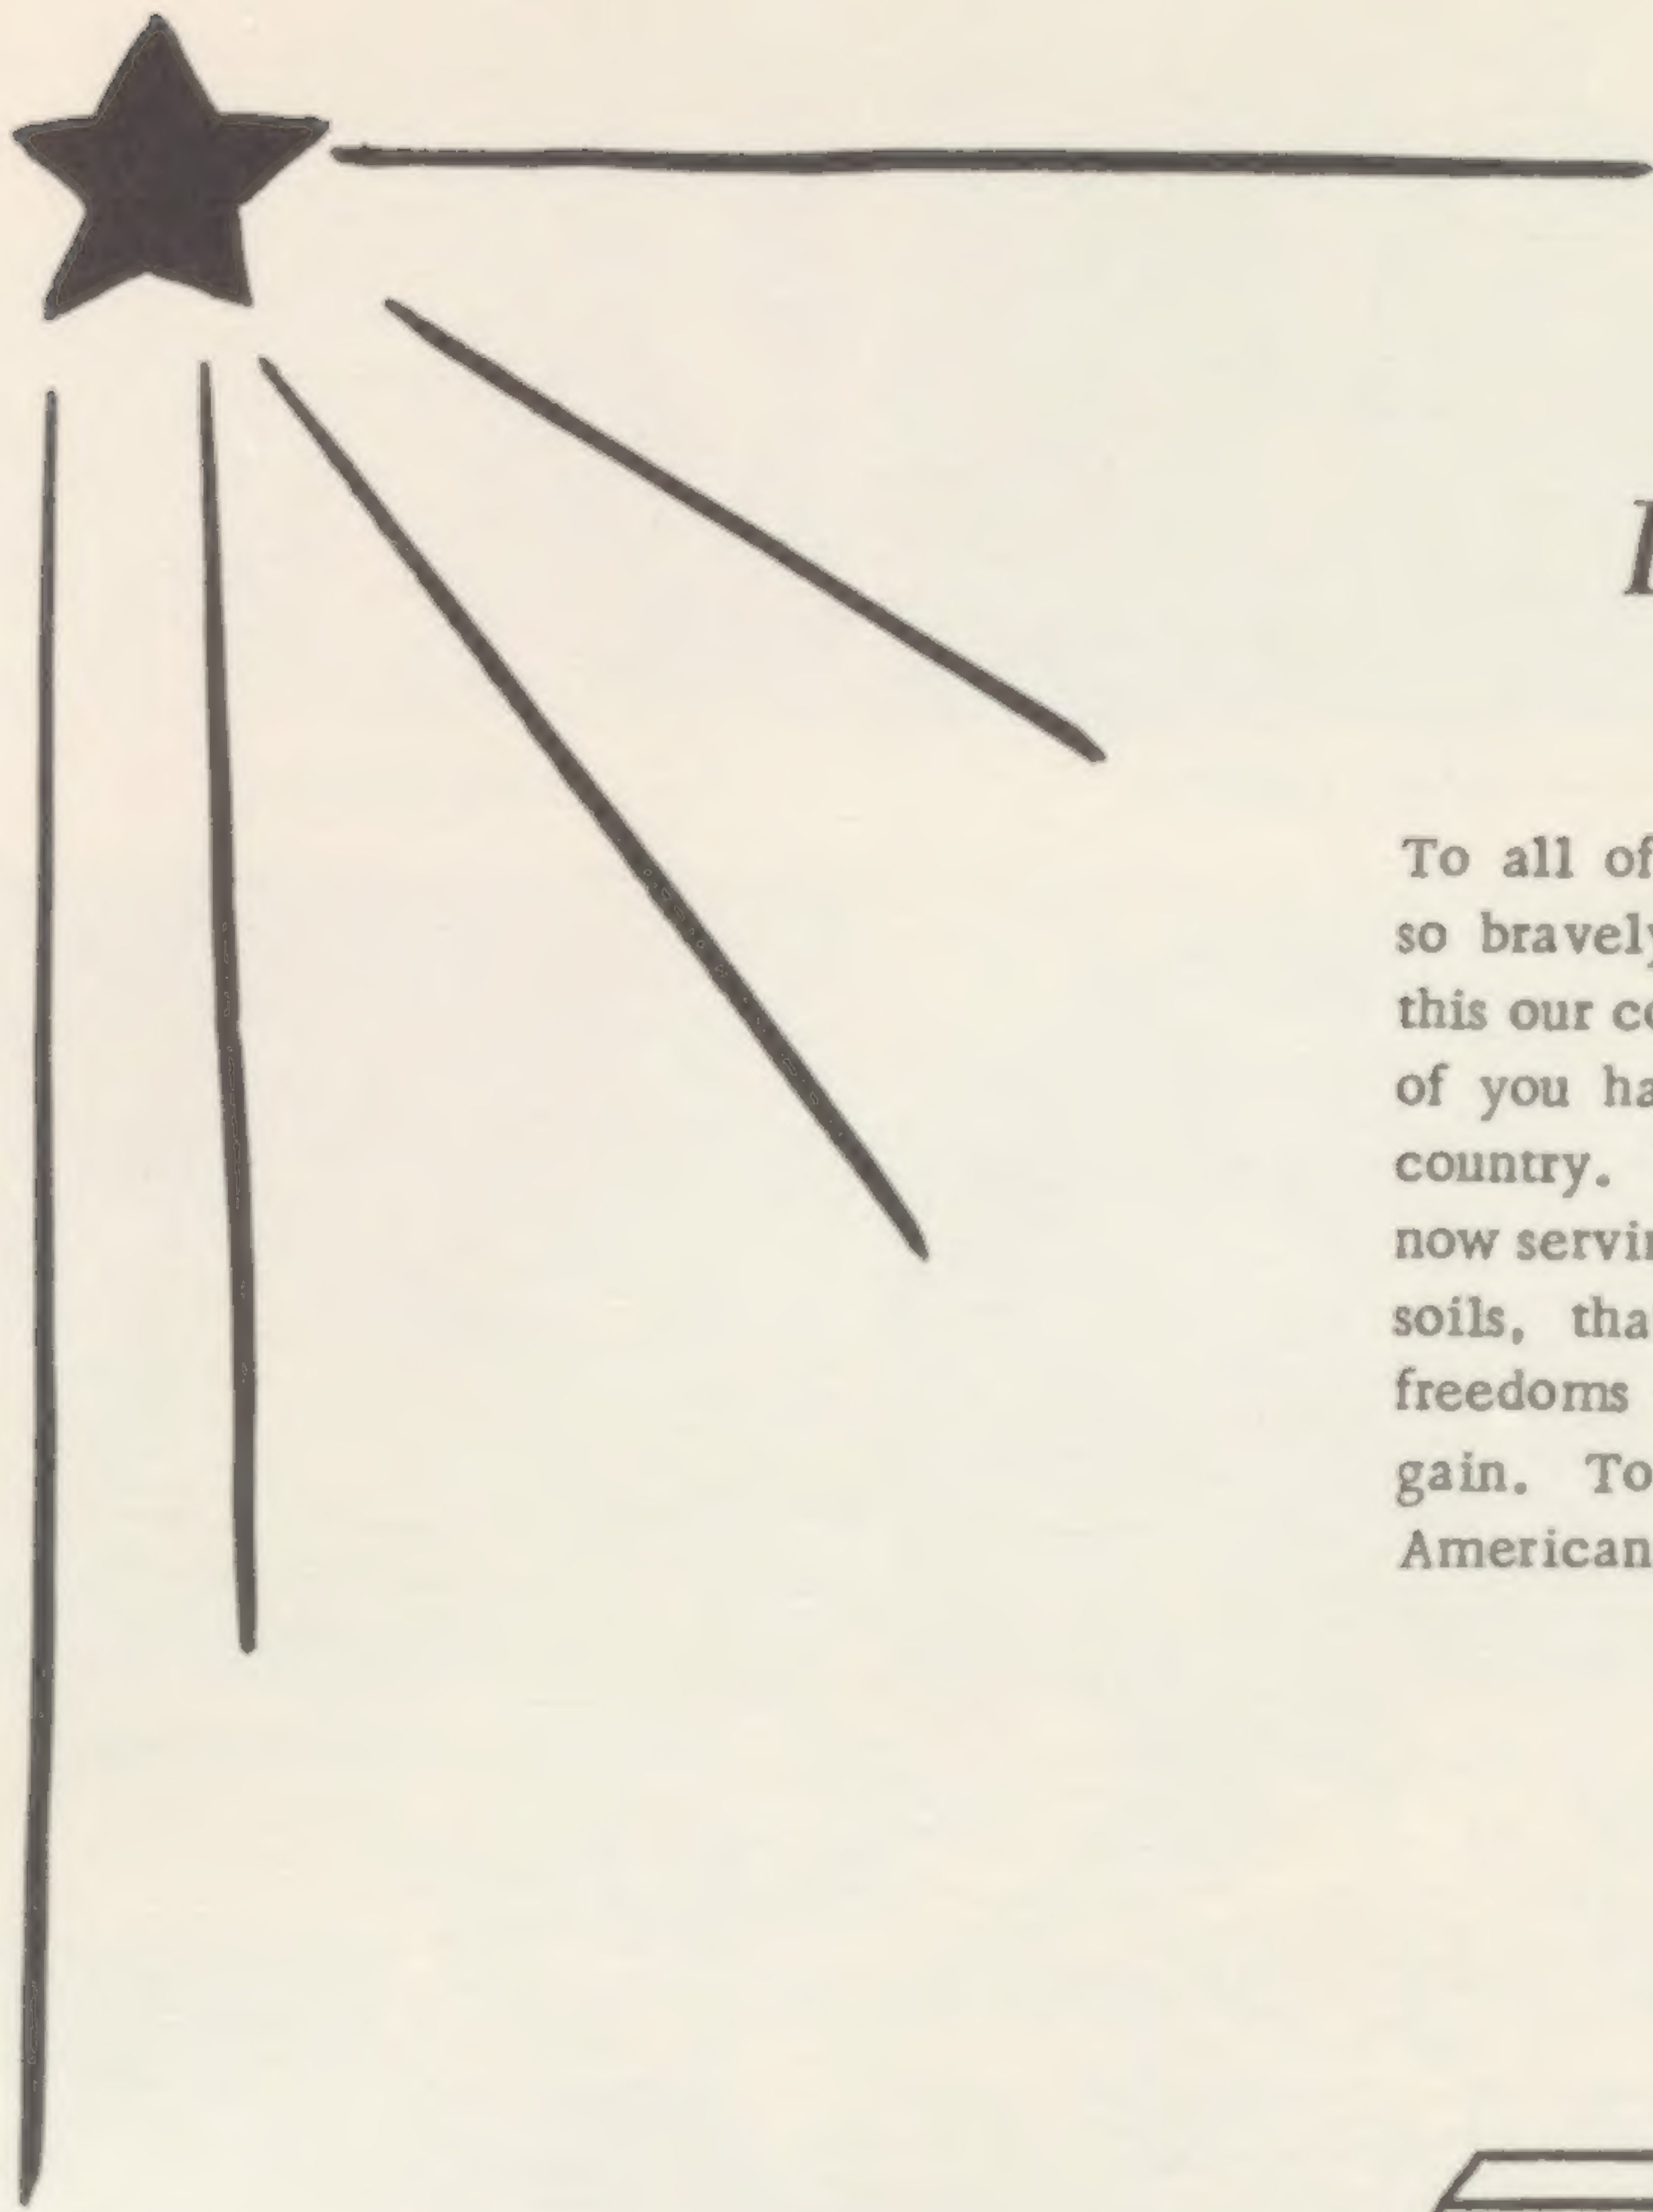 To all of
so bravely
this our co
of you ha
country.
now servin
soils, tha
freedoms
gain. To
American